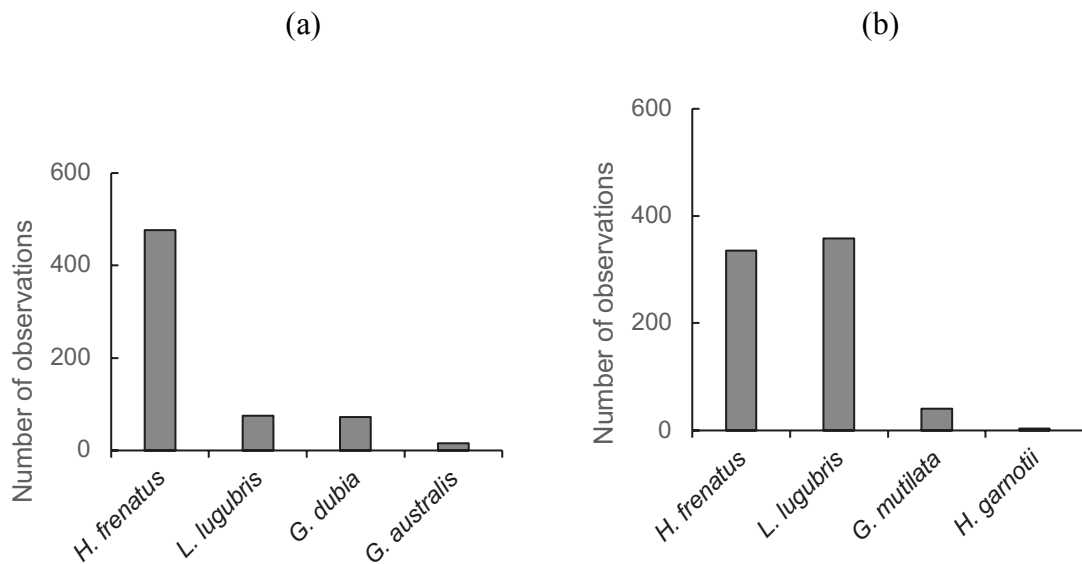 (a)
Number of observations
600
400
200
0
H. frenatus
L. lugubris
G. dubia
G. australis
(b)
Number of observations
600
400
200
0
H. frenatus
L. lugubris
G. mutilata
H. garnotii